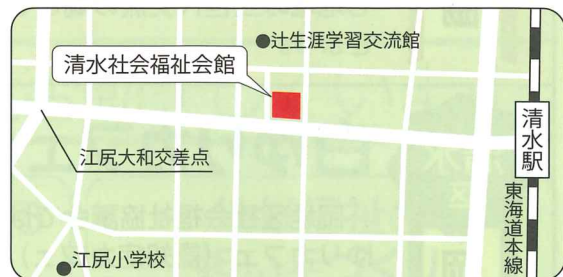 辻生涯学習交流館
清水社会福祉会館
江尻大和交差点
清水駅
東海道本線
江尻小学校